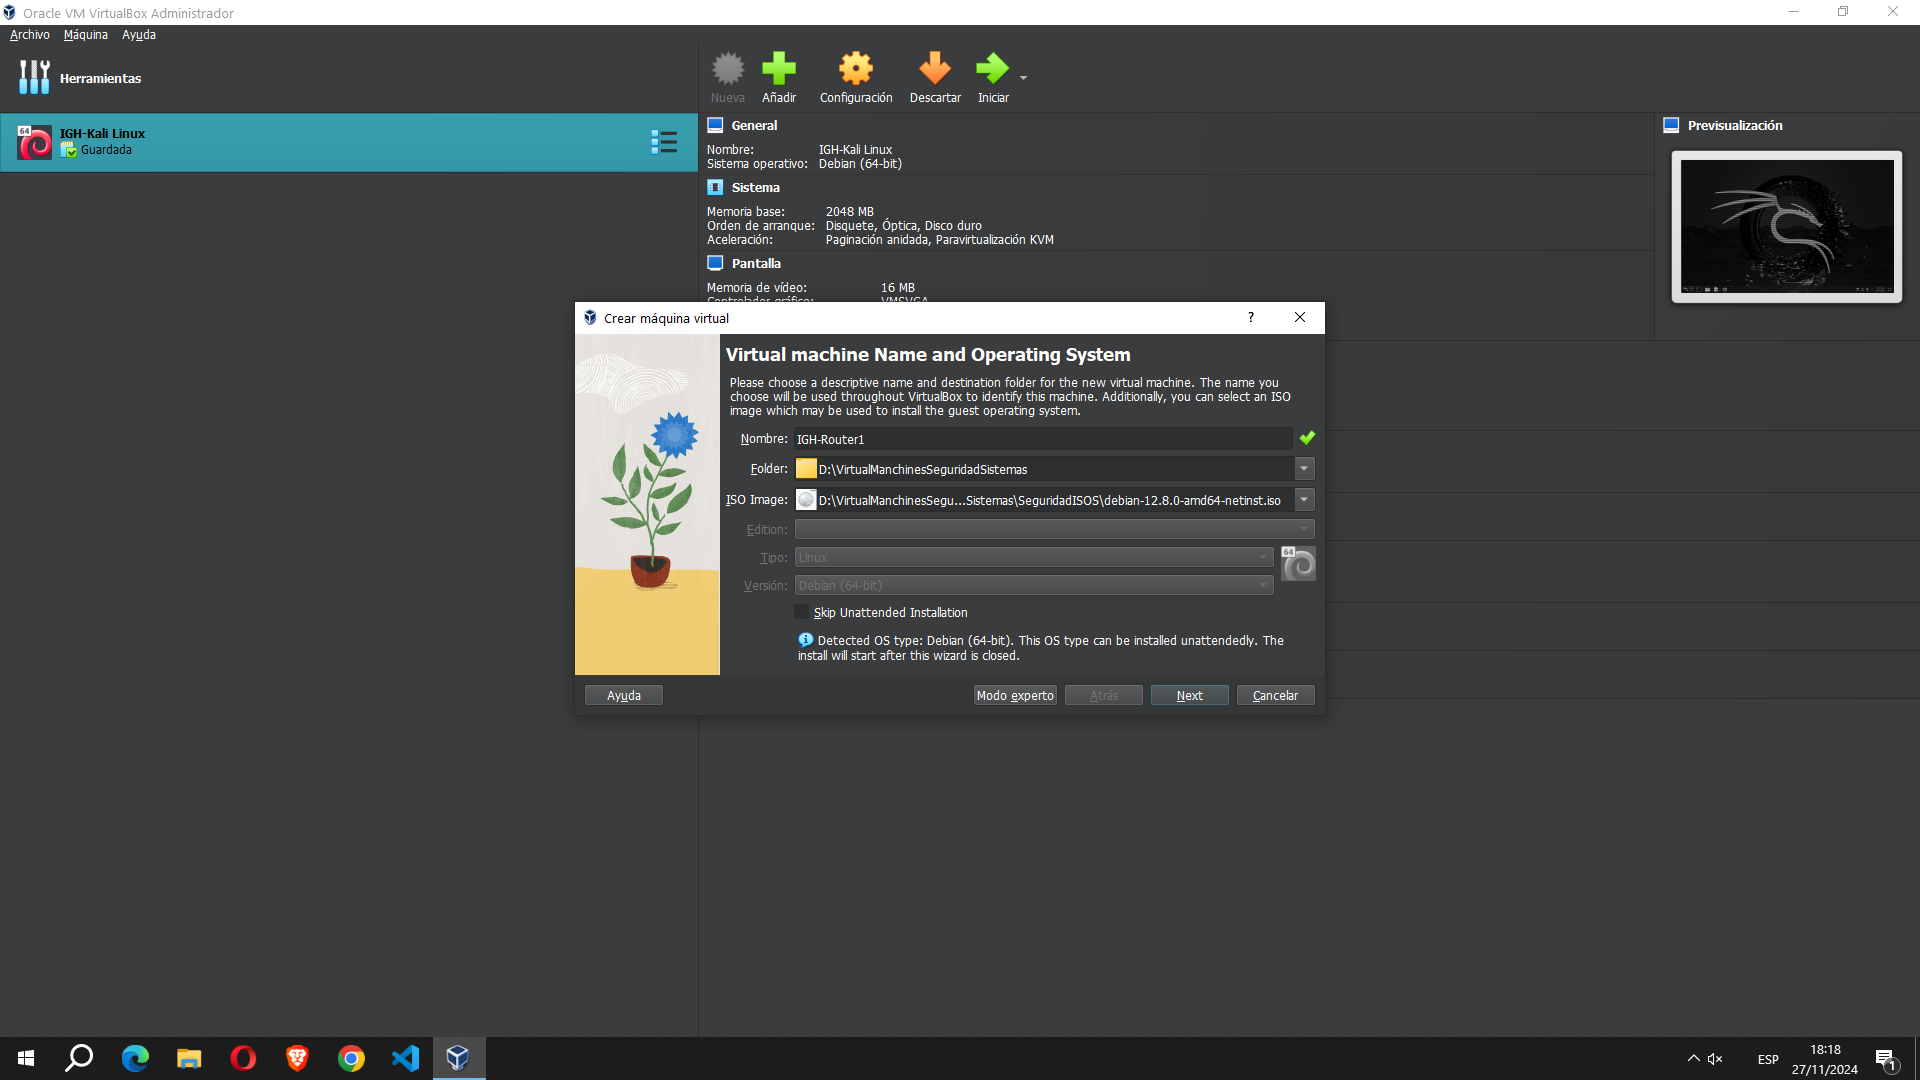 Oracle VM VirtualBox Administrador
Archivo Máquina Ayuda
Herramientas
Nueva Añadir Configuración Descartar Iniciar
64 IGH-Kali Linux
Guardada
General
Nombre: IGH-Kali Linux
Sistema operativo: Debian (64-bit)
Sistema
Memoria base: 2048 MB
Orden de arranque: Disquete, Óptica, Disco duro
Aceleración: Paginación anidada, Paravirtualización KVM
Pantalla
Memoria de vídeo: 16 MB
Controlador gráfico: VMSVGA
Previsualización
Crear máquina virtual
?
Virtual machine Name and Operating System
Please choose a descriptive name and destination folder for the new virtual machine. The name you
choose will be used throughout VirtualBox to identify this machine. Additionally, you can select an ISO
image which may be used to install the guest operating system.
Nombre: IGH-Router1
Folder: D:\VirtualManchinesSeguridadSistemas
ISO Image: D:\VirtualManchinesSegu...Sistemas\SeguridadISOS\debian-12.8.0-amd64-netinst.iso
Edition:
Tipo: Linux
64
Versión: Debian (64-bit)
Skip Unattended Installation
Detected OS type: Debian (64-bit). This OS type can be installed unattendedly. The
install will start after this wizard is closed.
Ayuda Modo experto Atrás Next Cancelar
ESP
18:18
27/11/2024
1